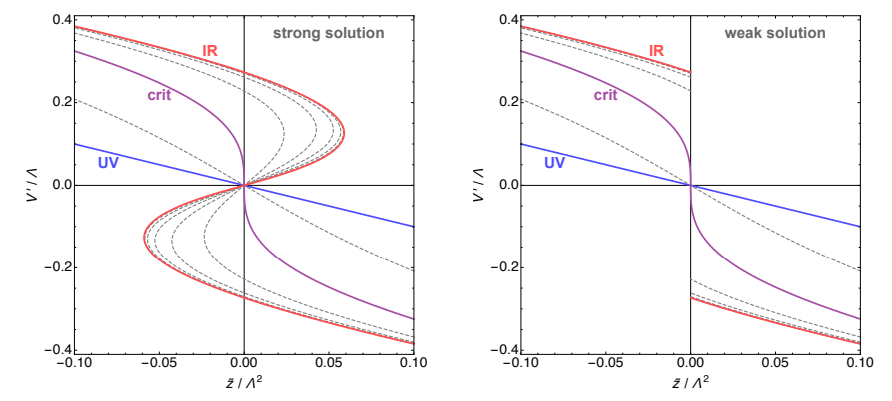 strong solution
IR
crit
UV
0.4
0.2
0.0
−0.2
−0.4
V′ / Λ
−0.10
−0.05
0.00
0.05
0.10
z̃ / Λ²
weak solution
IR
crit
UV
0.4
0.2
0.0
−0.2
−0.4
V′ / Λ
−0.10
−0.05
0.00
0.05
0.10
z̃ / Λ²